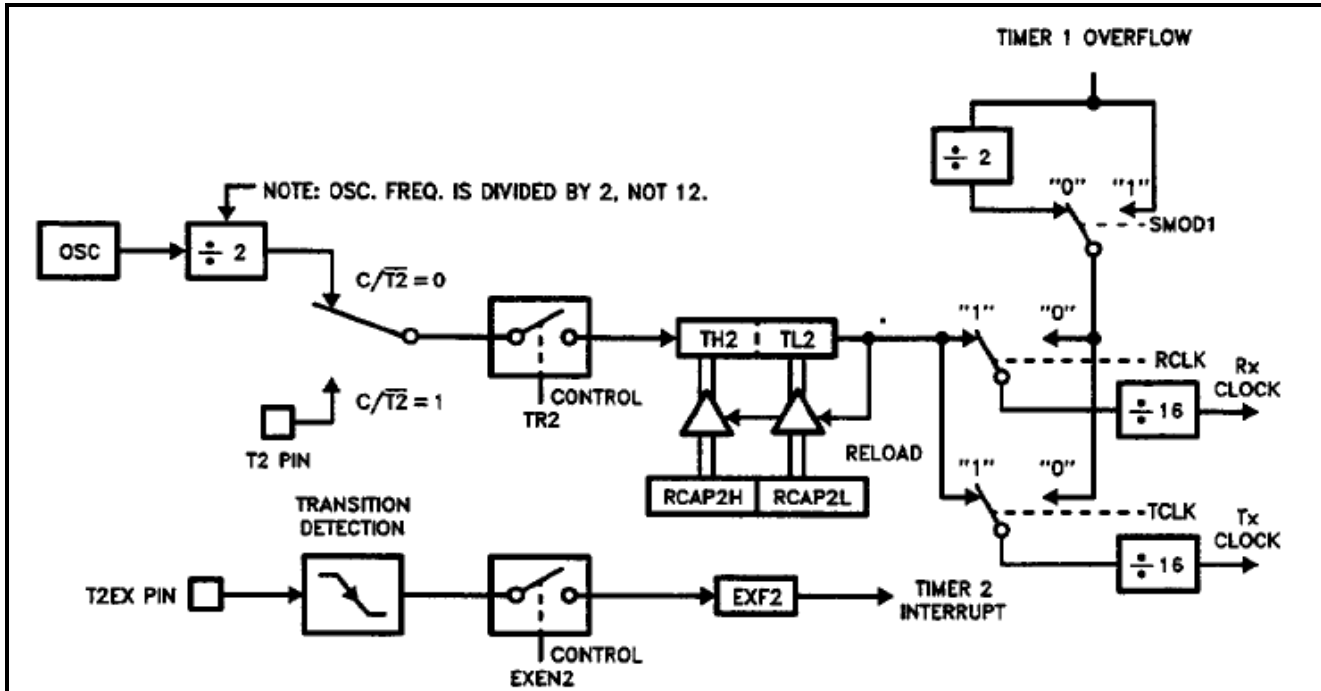 TIMER 1 OVERFLOW
÷ 2
"0" "1"
SMOD1
NOTE: OSC. FREQ. IS DIVIDED BY 2, NOT 12.
OSC
÷ 2
C/T̅2̅ = 0
TH2 TL2
"1" "0"
RCLK
Rx
CLOCK
÷ 16
C/T̅2̅ = 1
CONTROL
TR2
T2 PIN
RELOAD
RCAP2H RCAP2L
"1" "0"
TCLK
Tx
CLOCK
÷ 16
TRANSITION
DETECTION
T2EX PIN
EXF2
TIMER 2
INTERRUPT
CONTROL
EXEN2